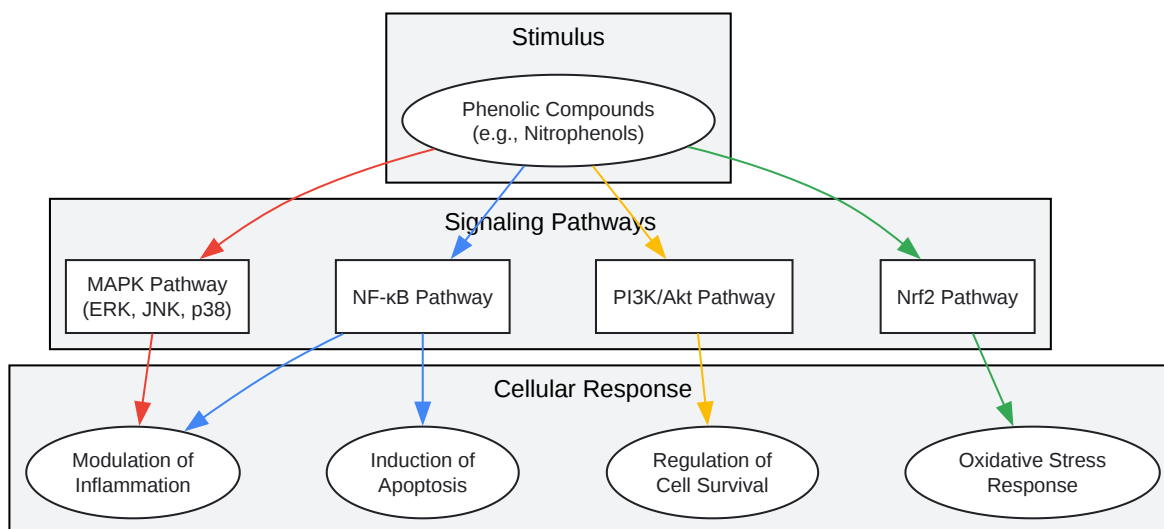 Stimulus
Phenolic Compounds
(e.g., Nitrophenols)
Signaling Pathways
MAPK Pathway
(ERK, JNK, p38)
NF-κB Pathway
PI3K/Akt Pathway
Nrf2 Pathway
Cellular Response
Modulation of
Inflammation
Induction of
Apoptosis
Regulation of
Cell Survival
Oxidative Stress
Response